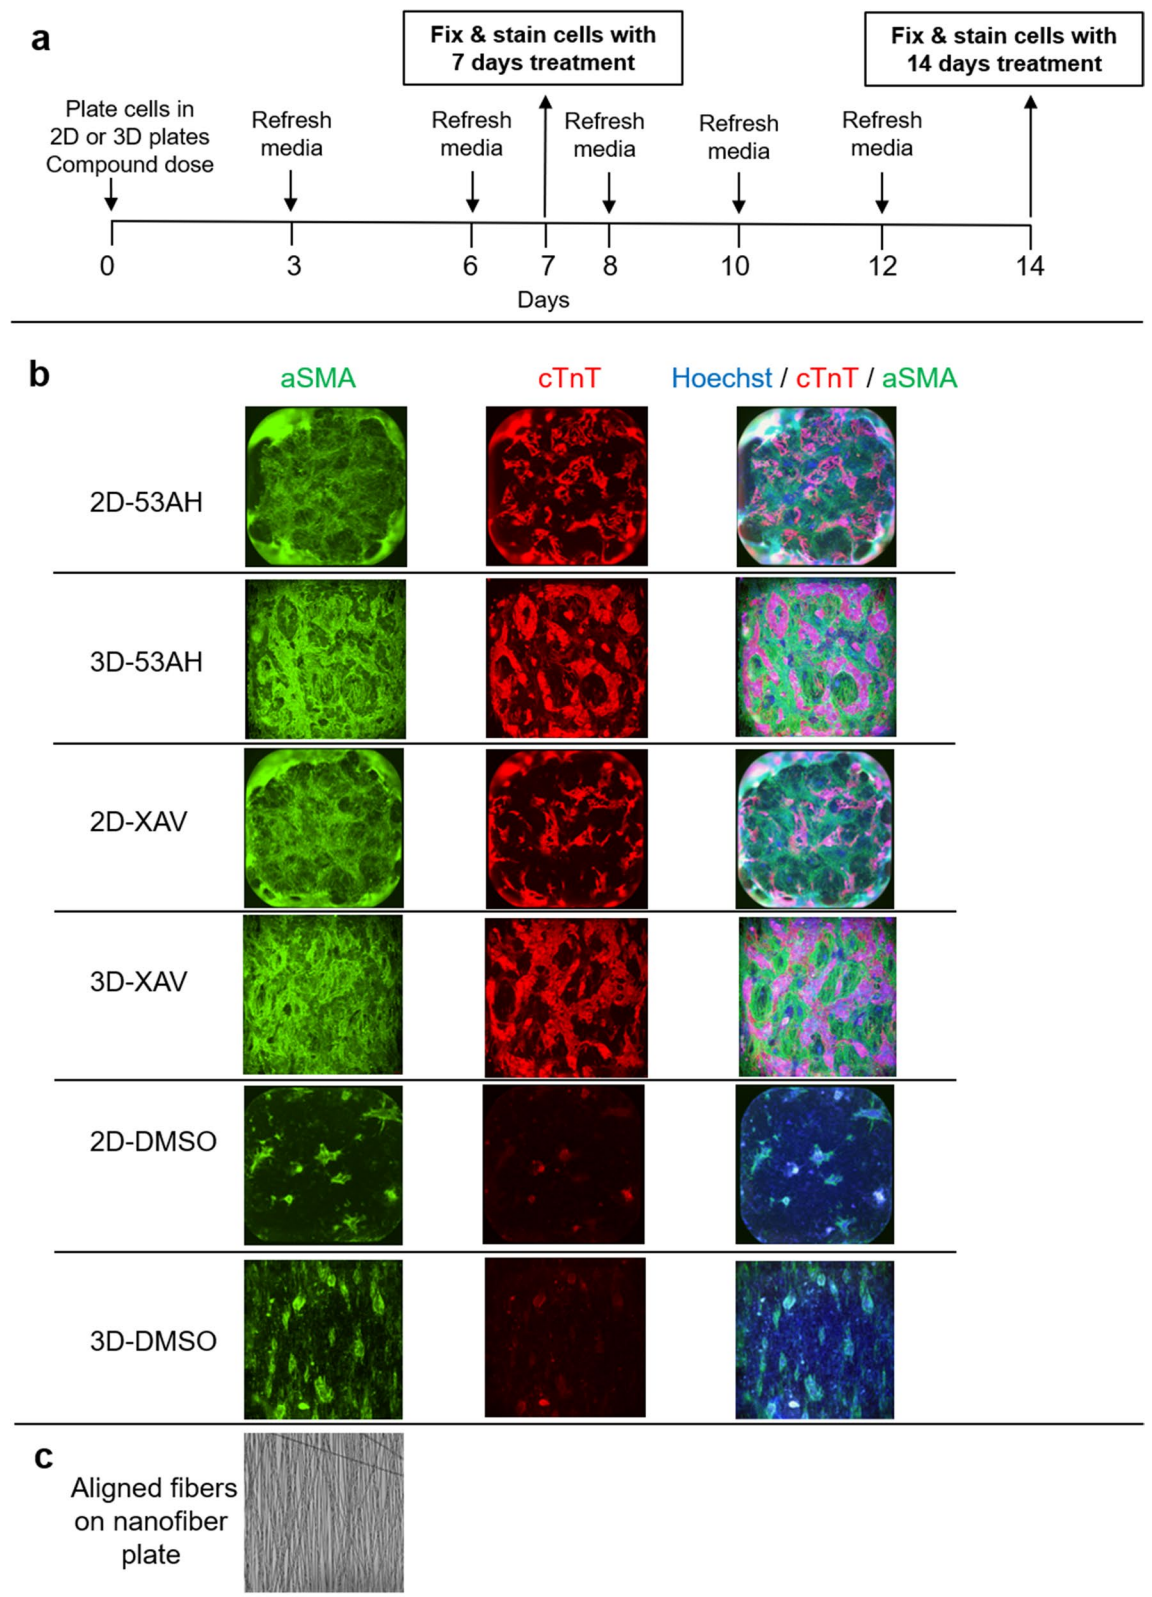 a
Fix & stain cells with
7 days treatment
Fix & stain cells with
14 days treatment
Plate cells in
2D or 3D plates
Compound dose
Refresh
media
Refresh
media
Refresh
media
Refresh
media
Refresh
media
0 3 6 7 8 10 12 14
Days
b
aSMA cTnT Hoechst / cTnT / aSMA
2D-53AH
3D-53AH
2D-XAV
3D-XAV
2D-DMSO
3D-DMSO
c
Aligned fibers
on nanofiber
plate